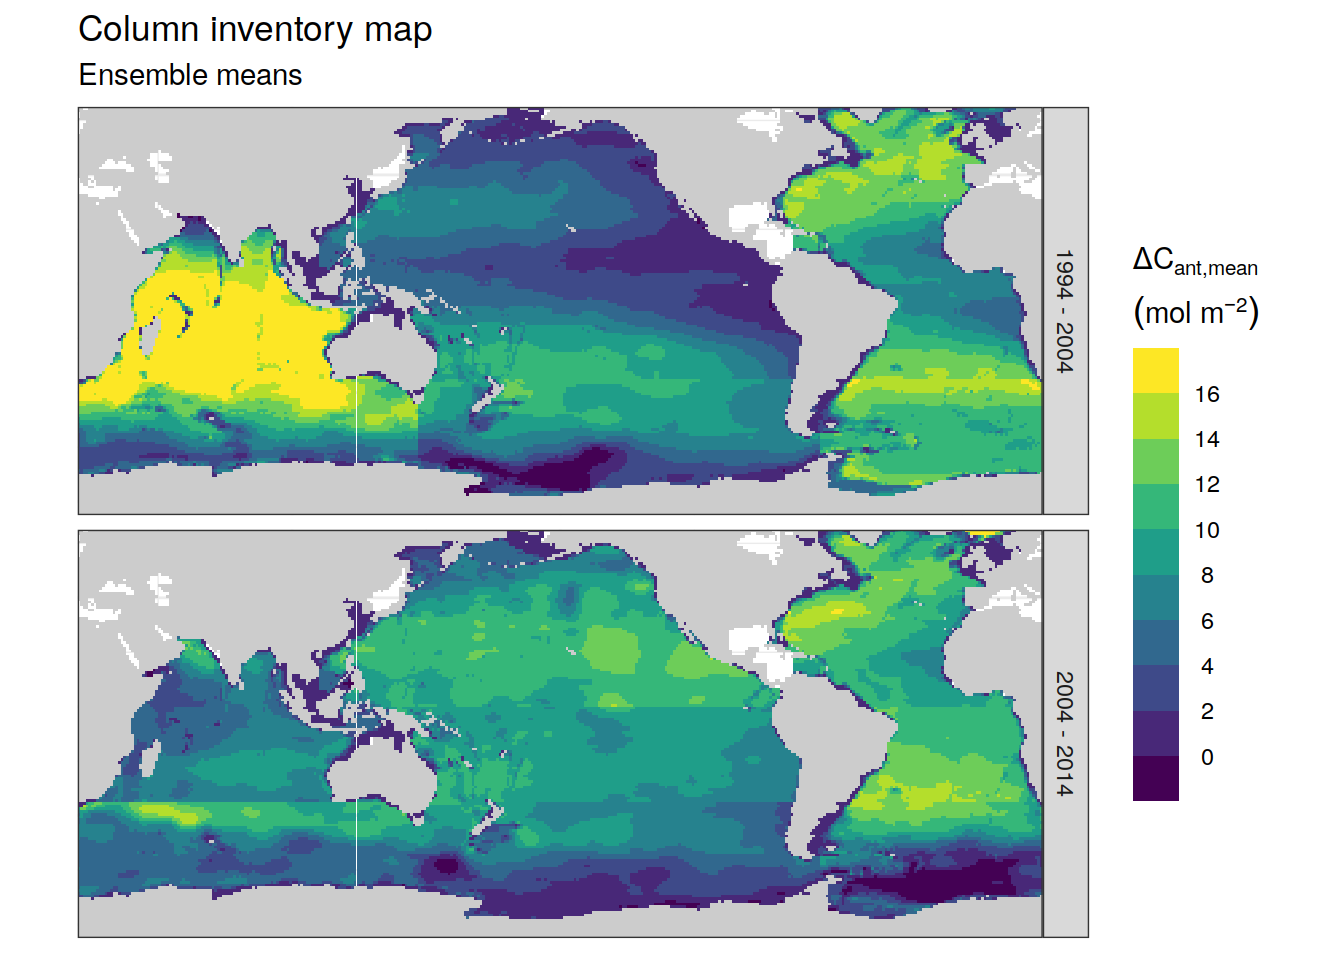 Column inventory map
Ensemble means
1994 - 2004
2004 - 2014
ΔCant,mean
(mol m−2)
16
14
12
10
8
6
4
2
0